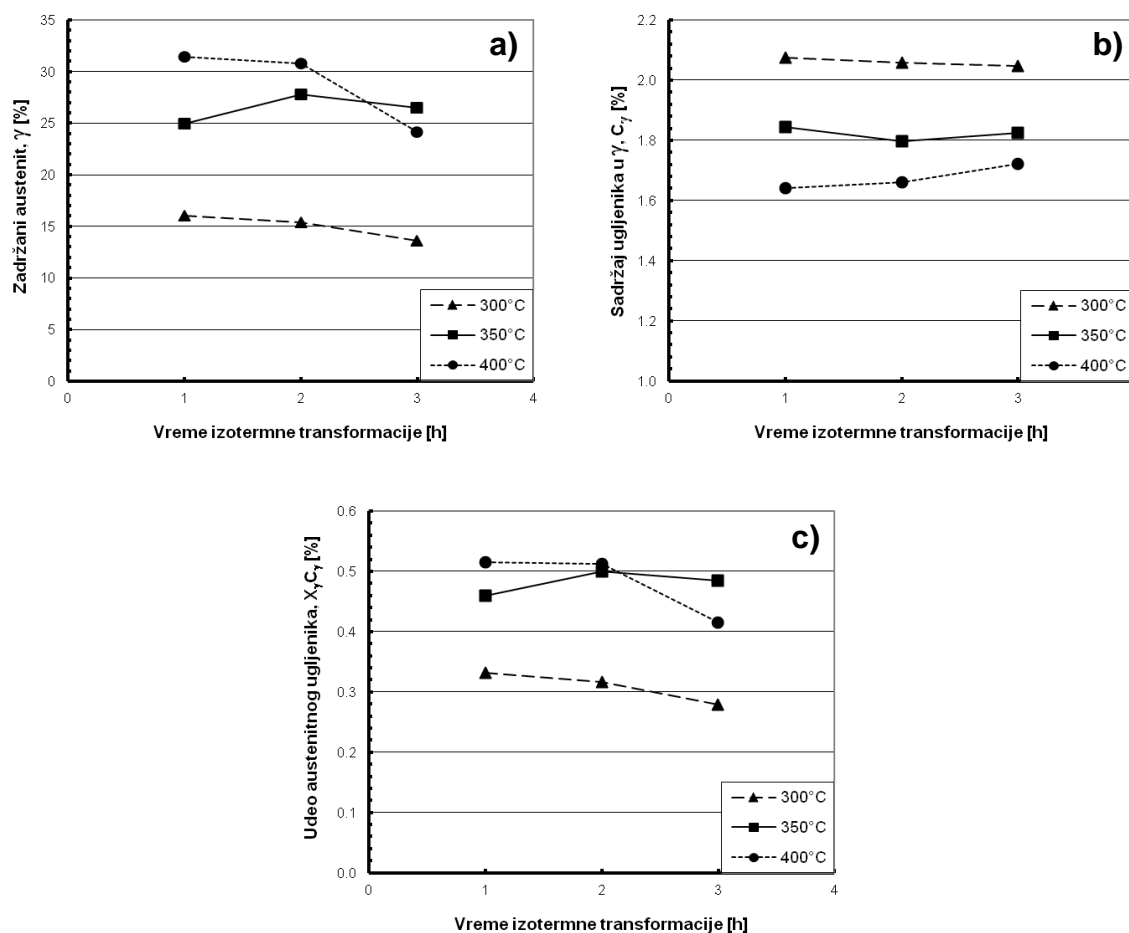 a)
Zadržani austenit, γ [%]
35
30
25
20
15
10
5
0
0 1 2 3 4
300°C
350°C
400°C
Vreme izotermne transformacije [h]
b)
Sadržaj ugljenika u γ, Cγ [%]
2.2
2.0
1.8
1.6
1.4
1.2
1.0
0 1 2 3
300°C
350°C
400°C
Vreme izotermne transformacije [h]
c)
Udeo austenitnog ugljenika, XγCγ [%]
0.6
0.5
0.4
0.3
0.2
0.1
0.0
0 1 2 3 4
300°C
350°C
400°C
Vreme izotermne transformacije [h]